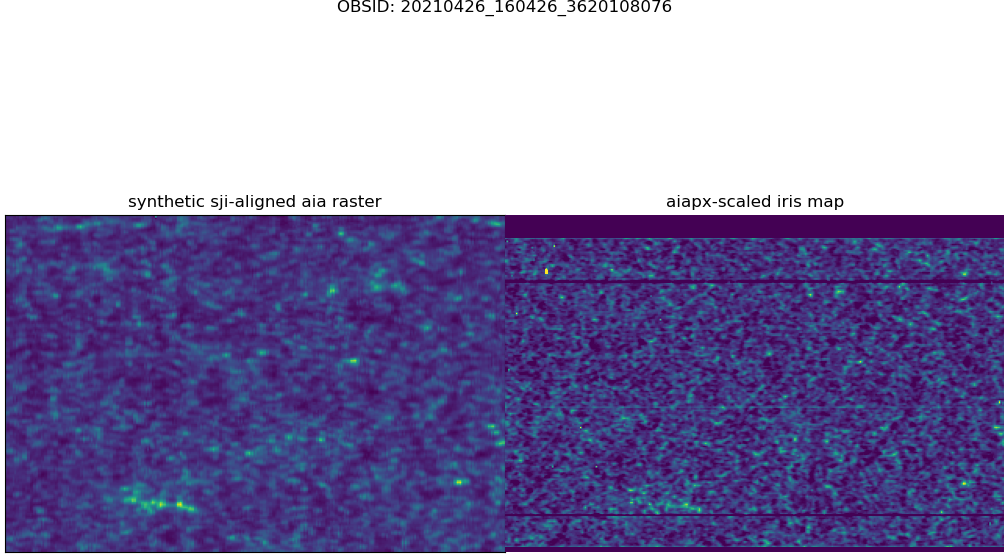 OBSID: 20210426_160426_3620108076
synthetic sji-aligned aia raster
aiapx-scaled iris map